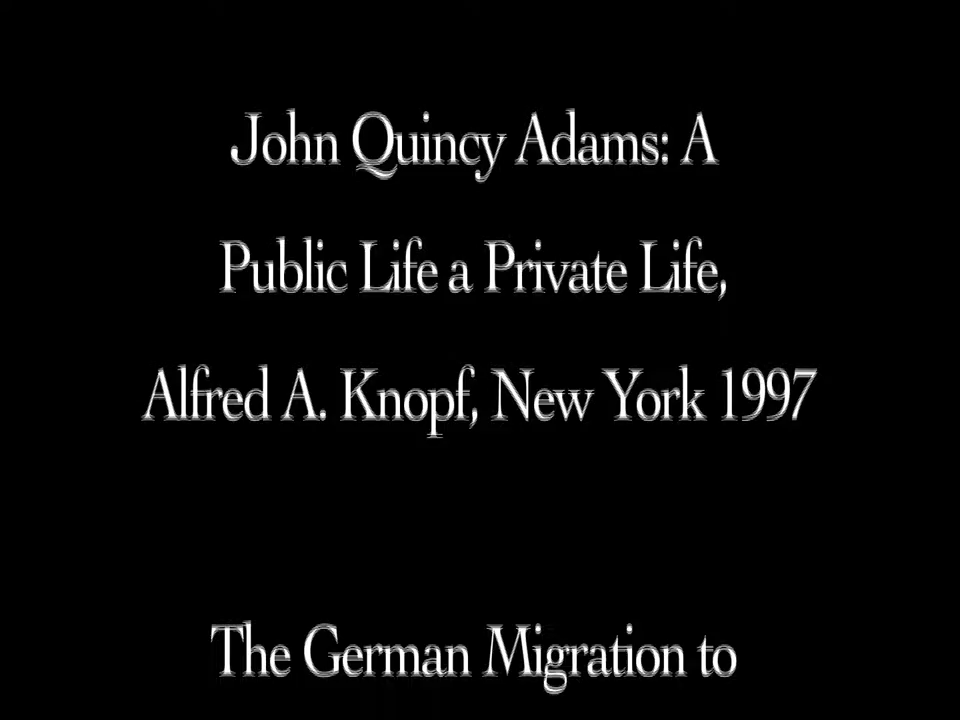 John Quincy Adams: A
Public Life a Private Life,
Alfred A. Knopf, New York 1997
The German Migration to